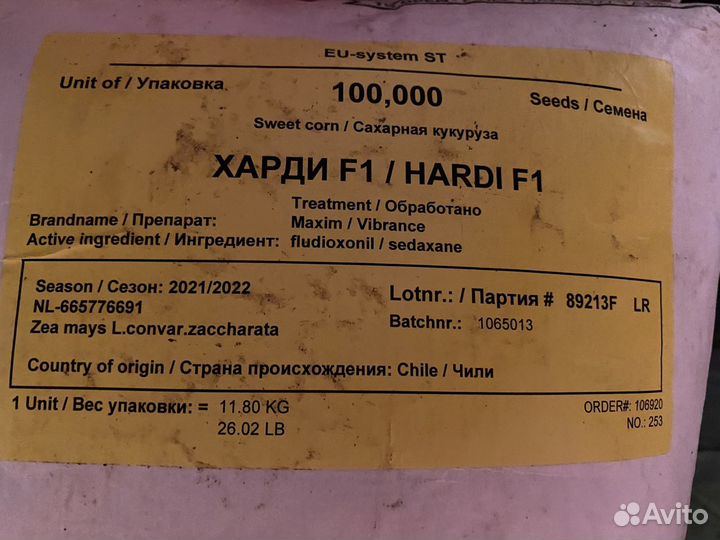 EU-system ST
Unit of / Упаковка 100,000 Seeds / Семена
Sweet corn / Сахарная кукуруза
ХАРДИ F1 / HARDI F1
Treatment / Обработано
Brandname / Препарат: Maxim / Vibrance
Active ingredient / Ингредиент: fludioxonil / sedaxane
Season / Сезон: 2021/2022 Lotnr.: / Партия # 89213F LR
NL-665776691 Batchnr.: 1065013
Zea mays L.convar.zaccharata
Country of origin / Страна происхождения: Chile / Чили
1 Unit / Вес упаковки: = 11.80 KG ORDER#: 106920
26.02 LB NO.: 253
Avito